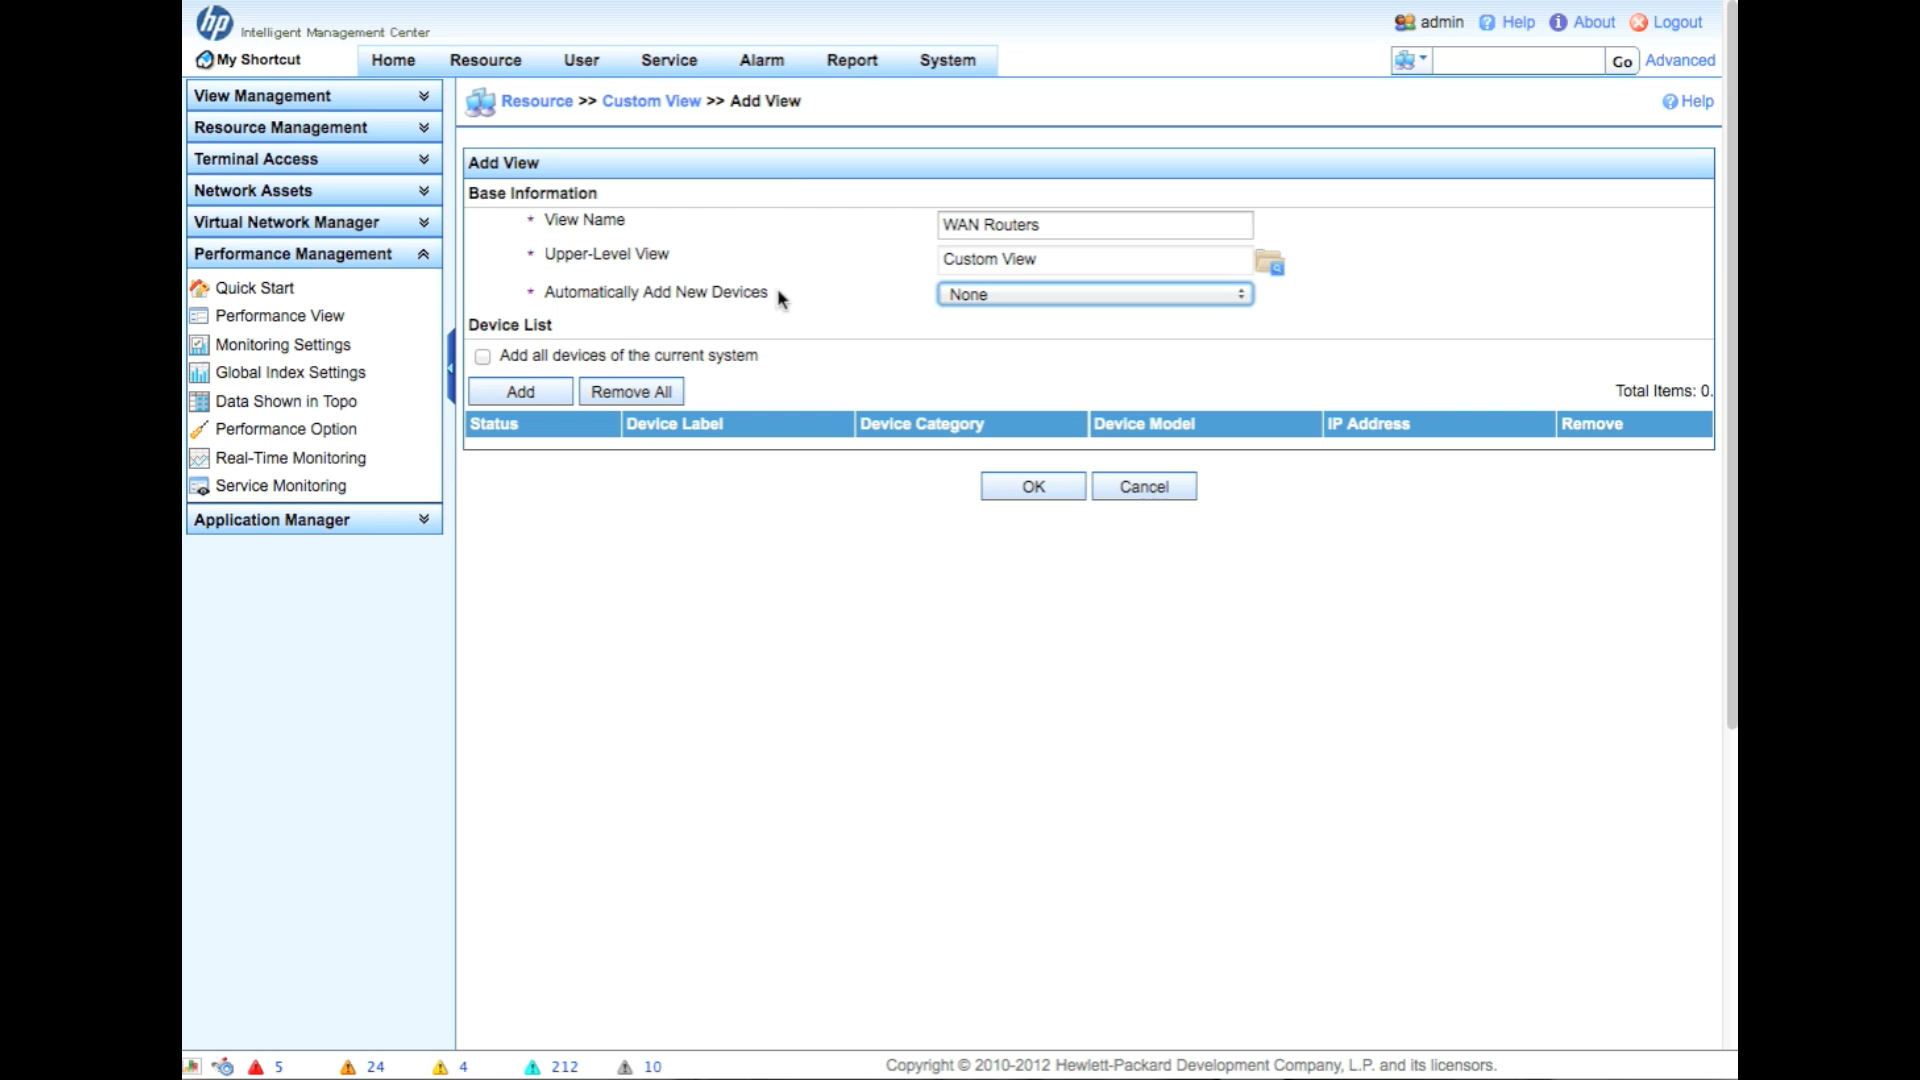 hp
Intelligent Management Center
admin Help About Logout
My Shortcut
Home Resource User Service Alarm Report System
Go Advanced
View Management
Resource Management
Terminal Access
Network Assets
Virtual Network Manager
Performance Management
Quick Start
Performance View
Monitoring Settings
Global Index Settings
Data Shown in Topo
Performance Option
Real-Time Monitoring
Service Monitoring
Application Manager
Resource >> Custom View >> Add View
Help
Add View
Base Information
* View Name WAN Routers
* Upper-Level View Custom View
* Automatically Add New Devices None
Device List
Add all devices of the current system
Add Remove All
Total Items: 0.
Status Device Label Device Category Device Model IP Address Remove
OK Cancel
5 24 4 212 10
Copyright © 2010-2012 Hewlett-Packard Development Company, L.P. and its licensors.